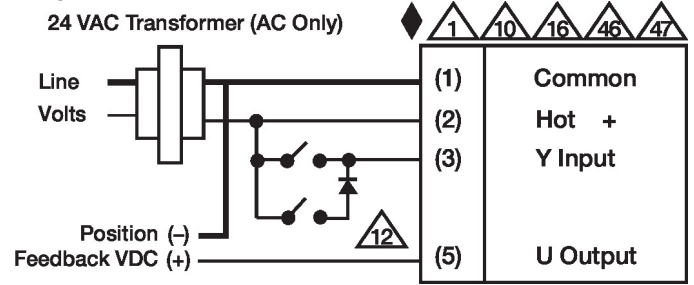 24 VAC Transformer (AC Only)
1 10 16 46 47
Line
Volts
(1) Common
(2) Hot +
(3) Y Input
Position (–)
12
Feedback VDC (+)
(5) U Output